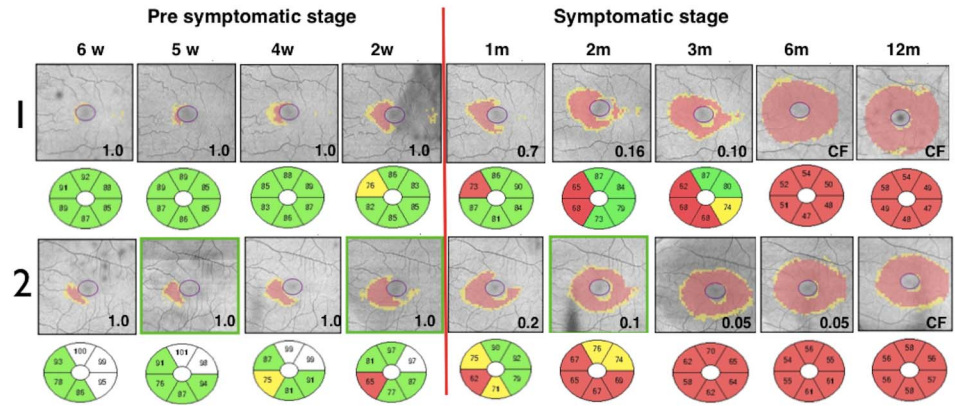 Pre symptomatic stage Symptomatic stage
6 w 5 w 4w 2w 1m 2m 3m 6m 12m
1
1.0 1.0 1.0 1.0 0.7 0.16 0.10 CF CF
92 89 88 86 86 87 87
91 88 89 85 85 89 76 83 73 90 65 84 62 80 52 54 50 58 54 49
89 85 89 85 83 87 82 85 87 84 79 74 51 48 49 47
87 86 86 85 81 73 58 47 48
2
1.0 1.0 1.0 1.0 0.2 0.1 0.05 0.05 CF
100 101 99 97 90 76 70 56 58
93 99 91 98 87 99 81 97 75 92 67 74 62 65 54 55 56 56
78 95 76 94 75 91 65 87 62 79 65 69 58 64 55 61 56 57
86 87 81 77 71 67 62 61 58